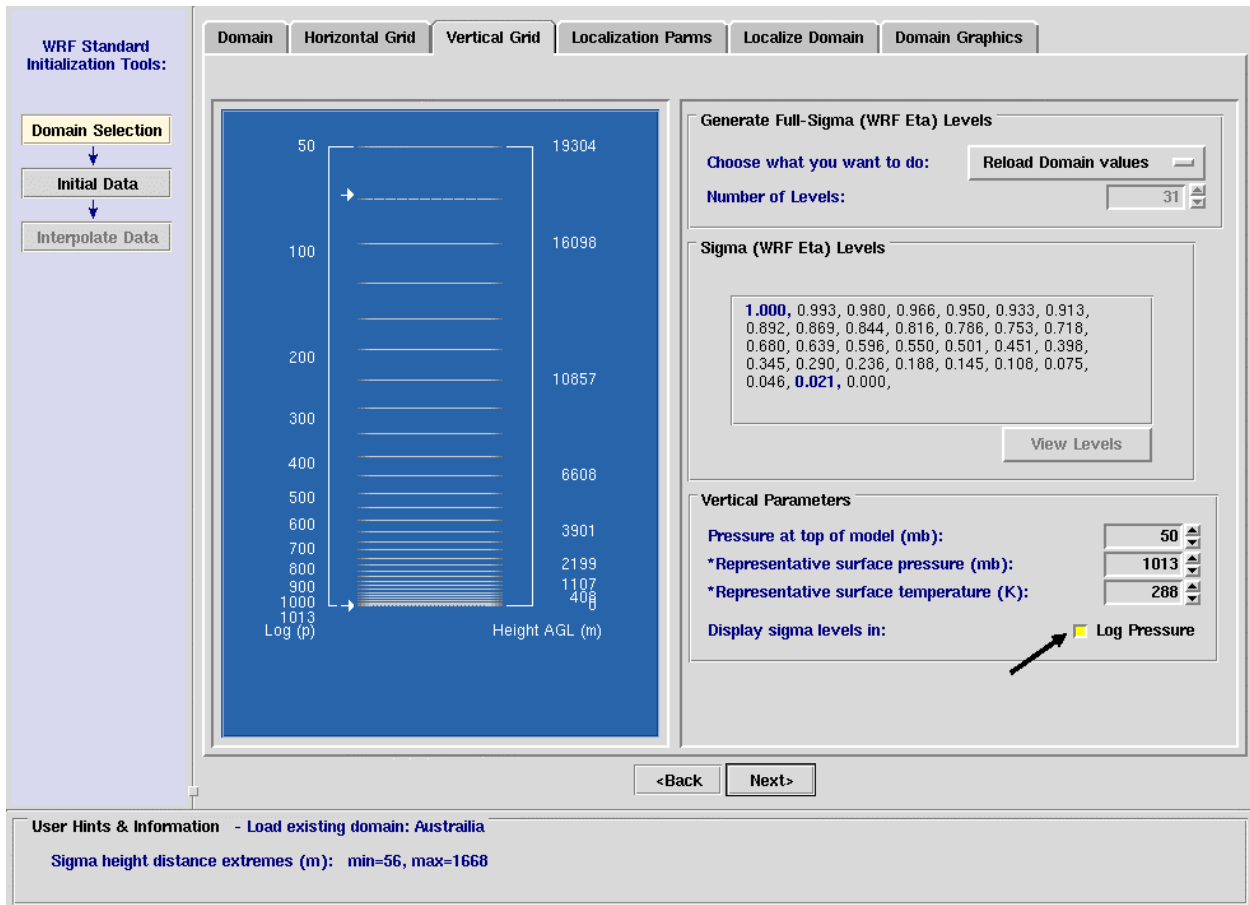 WRF Standard
Initialization Tools:
Domain Selection
Initial Data
Interpolate Data
Domain
Horizontal Grid
Vertical Grid
Localization Parms
Localize Domain
Domain Graphics
50
19304
100
16098
200
10857
300
400
6608
500
600
3901
700
800
2199
900
1107
1000
408
0
1013
Log (p)
Height AGL (m)
Generate Full-Sigma (WRF Eta) Levels
Choose what you want to do:
Reload Domain values
Number of Levels:
31
Sigma (WRF Eta) Levels
1.000, 0.993, 0.980, 0.966, 0.950, 0.933, 0.913,
0.892, 0.869, 0.844, 0.816, 0.786, 0.753, 0.718,
0.680, 0.639, 0.596, 0.550, 0.501, 0.451, 0.398,
0.345, 0.290, 0.236, 0.188, 0.145, 0.108, 0.075,
0.046, 0.021, 0.000,
View Levels
Vertical Parameters
Pressure at top of model (mb):
50
*Representative surface pressure (mb):
1013
*Representative surface temperature (K):
288
Display sigma levels in:
Log Pressure
<Back
Next>
User Hints & Information - Load existing domain: Austrailia
Sigma height distance extremes (m): min=56, max=1668